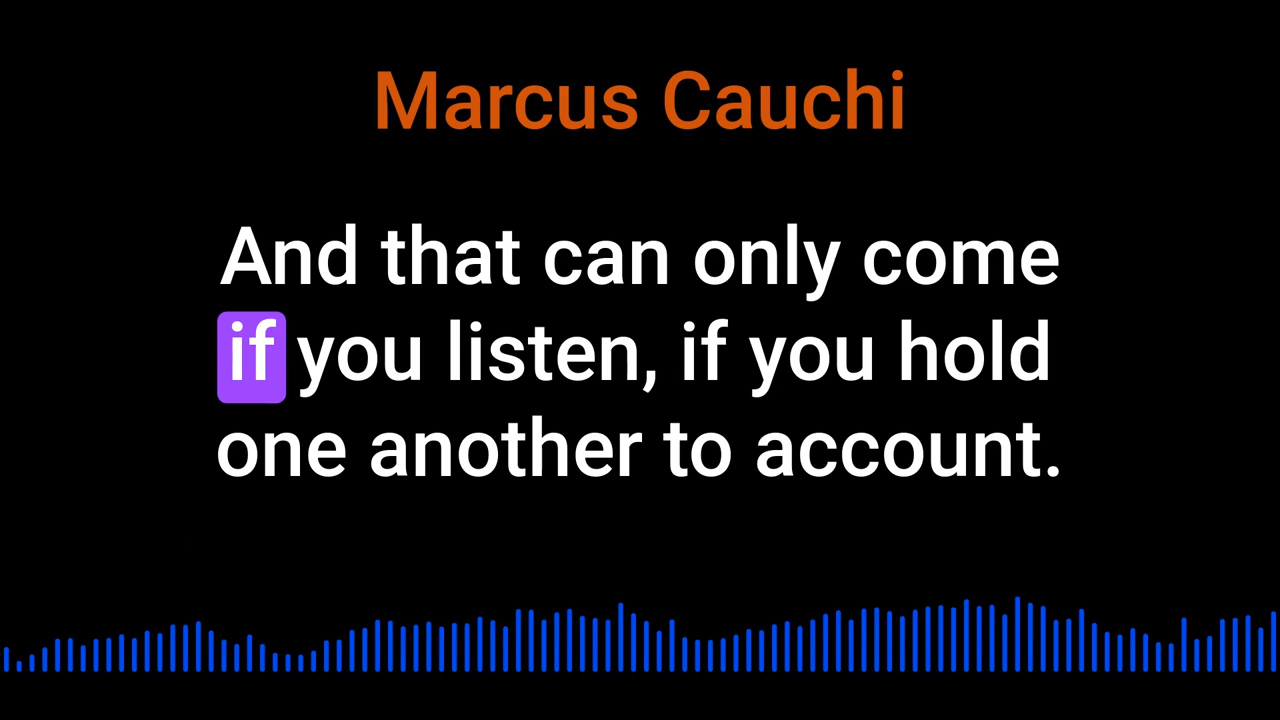 Marcus Cauchi
And that can only come
if you listen, if you hold
one another to account.